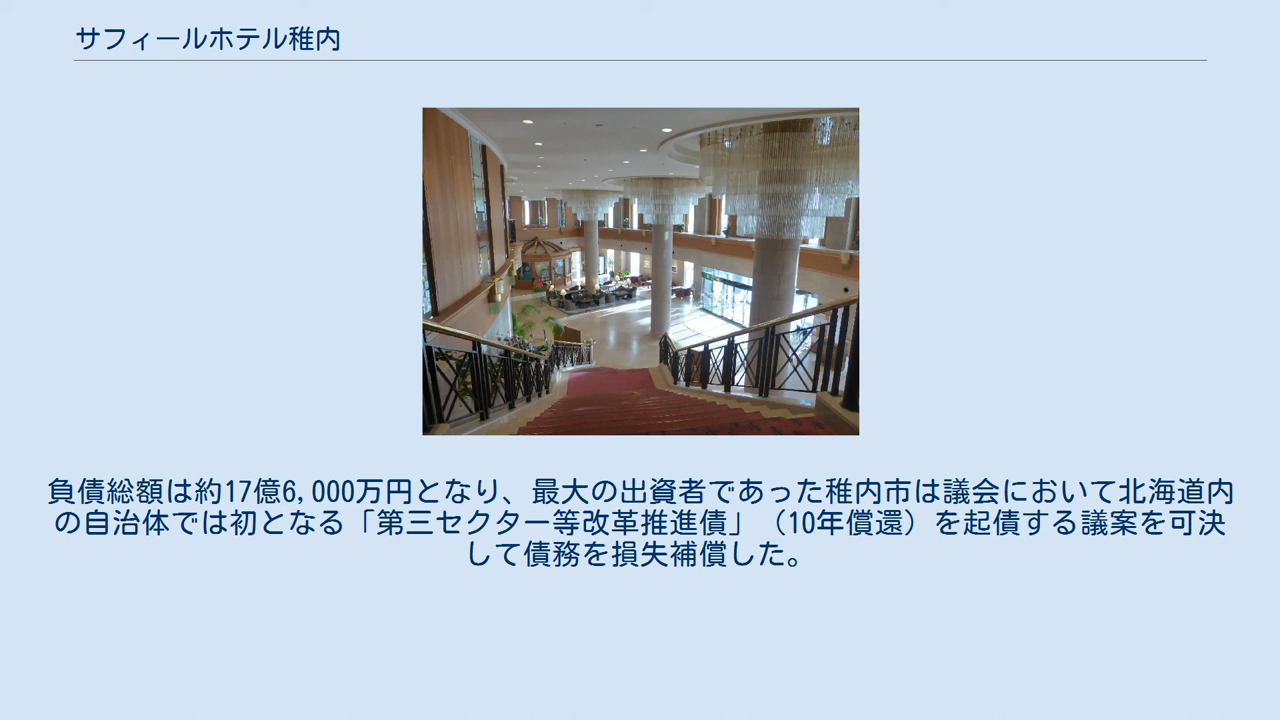 サフィールホテル稚内
負債総額は約17億6,000万円となり、最大の出資者であった稚内市は議会において北海道内
の自治体では初となる「第三セクター等改革推進債」（10年償還）を起債する議案を可決
して債務を損失補償した。